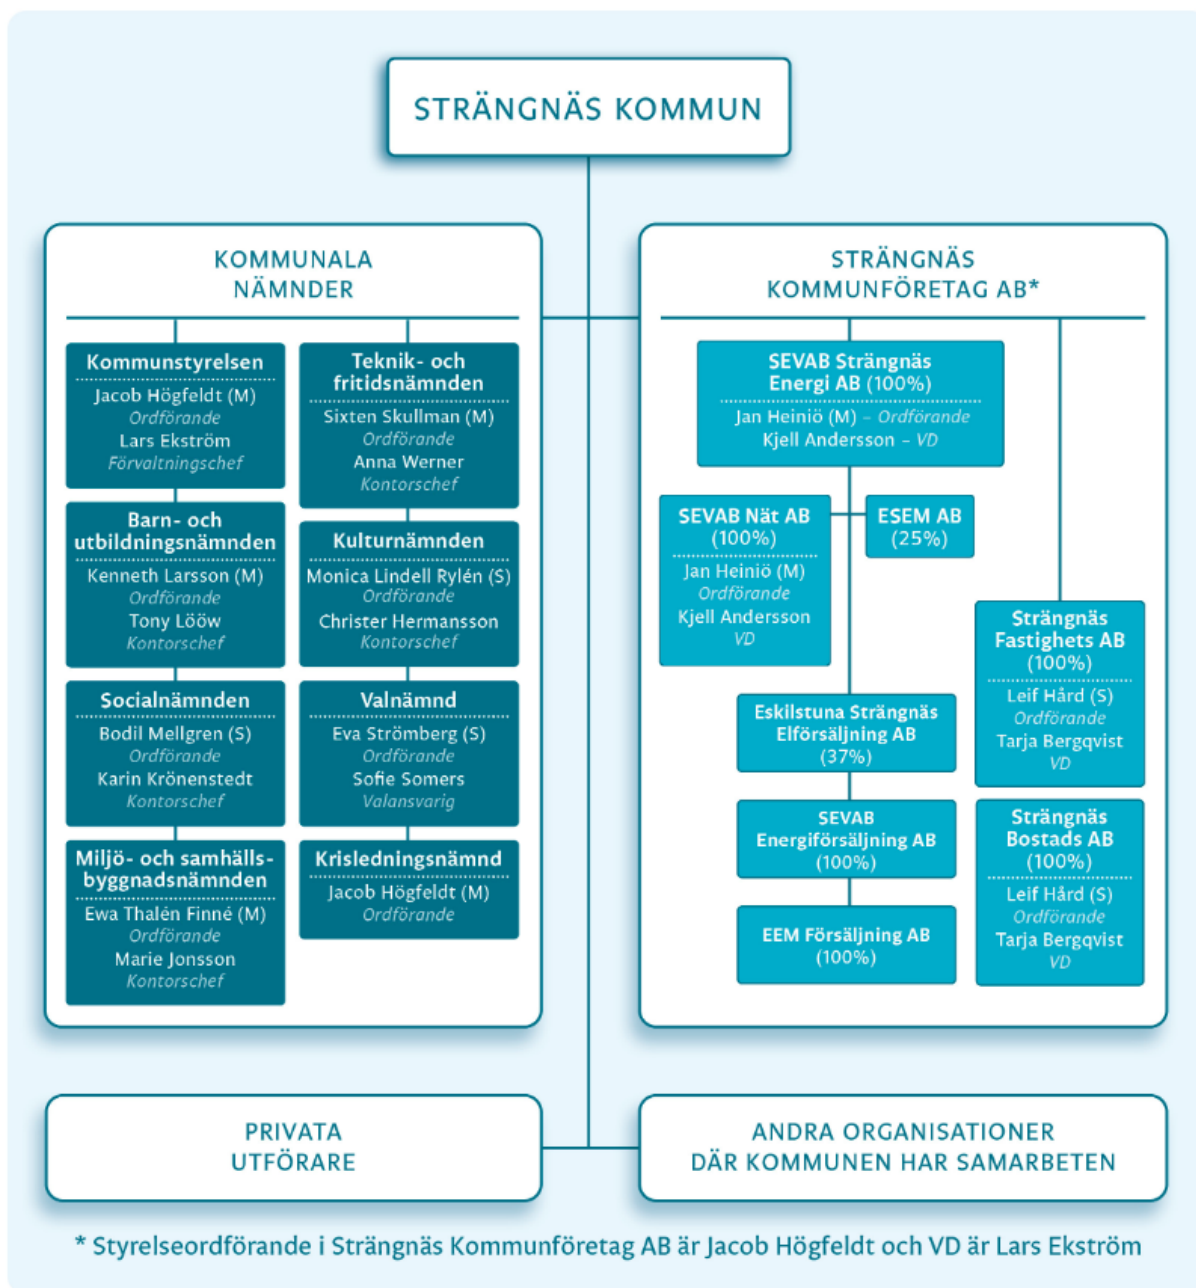 STRÄNGNÄS KOMMUN
KOMMUNALA
NÄMNDER
Kommunstyrelsen
Jacob Högfeldt (M)
Ordförande
Lars Ekström
Förvaltningschef
Barn- och
utbildningsnämnden
Kenneth Larsson (M)
Ordförande
Tony Lööw
Kontorschef
Socialnämnden
Bodil Mellgren (S)
Ordförande
Karin Krönenstedt
Kontorschef
Miljö- och samhälls-
byggnadsnämnden
Ewa Thalén Finné (M)
Ordförande
Marie Jonsson
Kontorschef
Teknik- och
fritidsnämnden
Sixten Skullman (M)
Ordförande
Anna Werner
Kontorschef
Kulturnämnden
Monica Lindell Rylén (S)
Ordförande
Christer Hermansson
Kontorschef
Valnämnd
Eva Strömberg (S)
Ordförande
Sofie Somers
Valansvarig
Krisledningsnämnd
Jacob Högfeldt (M)
Ordförande
STRÄNGNÄS
KOMMUNFÖRETAG AB*
SEVAB Strängnäs
Energi AB (100%)
Jan Heiniö (M) – Ordförande
Kjell Andersson – VD
SEVAB Nät AB
(100%)
Jan Heiniö (M)
Ordförande
Kjell Andersson
VD
ESEM AB
(25%)
Eskilstuna Strängnäs
Elförsäljning AB
(37%)
SEVAB
Energiförsäljning AB
(100%)
EEM Försäljning AB
(100%)
Strängnäs
Fastighets AB
(100%)
Leif Hård (S)
Ordförande
Tarja Bergqvist
VD
Strängnäs
Bostads AB
(100%)
Leif Hård (S)
Ordförande
Tarja Bergqvist
VD
PRIVATA
UTFÖRARE
ANDRA ORGANISATIONER
DÄR KOMMUNEN HAR SAMARBETEN
* Styrelseordförande i Strängnäs Kommunföretag AB är Jacob Högfeldt och VD är Lars Ekström